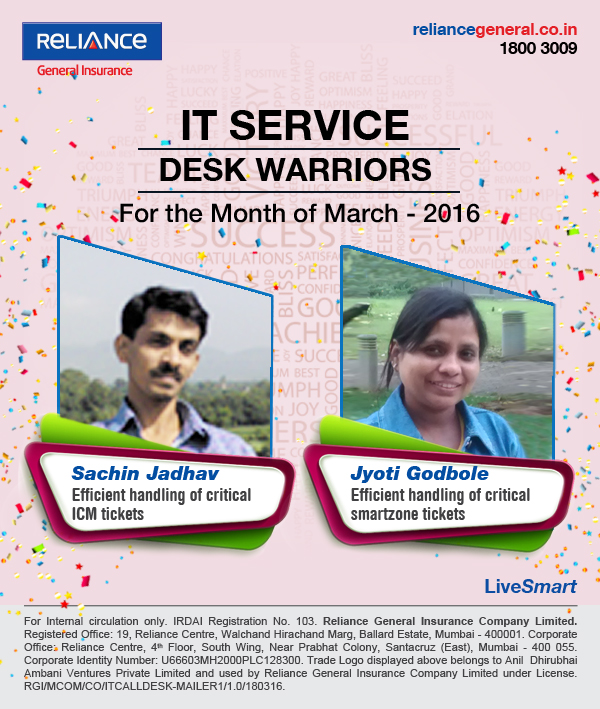 RELIANCE
General Insurance
reliancegeneral.co.in
1800 3009
IT SERVICE
DESK WARRIORS
For the Month of March - 2016
Sachin Jadhav
Efficient handling of critical
ICM tickets
Jyoti Godbole
Efficient handling of critical
smartzone tickets
LiveSmart
For Internal circulation only. IRDAI Registration No. 103. Reliance General Insurance Company Limited.
Registered Office: 19, Reliance Centre, Walchand Hirachand Marg, Ballard Estate, Mumbai - 400001. Corporate
Office: Reliance Centre, 4th Floor, South Wing, Near Prabhat Colony, Santacruz (East), Mumbai - 400 055.
Corporate Identity Number: U66603MH2000PLC128300. Trade Logo displayed above belongs to Anil Dhirubhai
Ambani Ventures Private Limited and used by Reliance General Insurance Company Limited under License.
RGI/MCOM/CO/ITCALLDESK-MAILER1/1.0/180316.